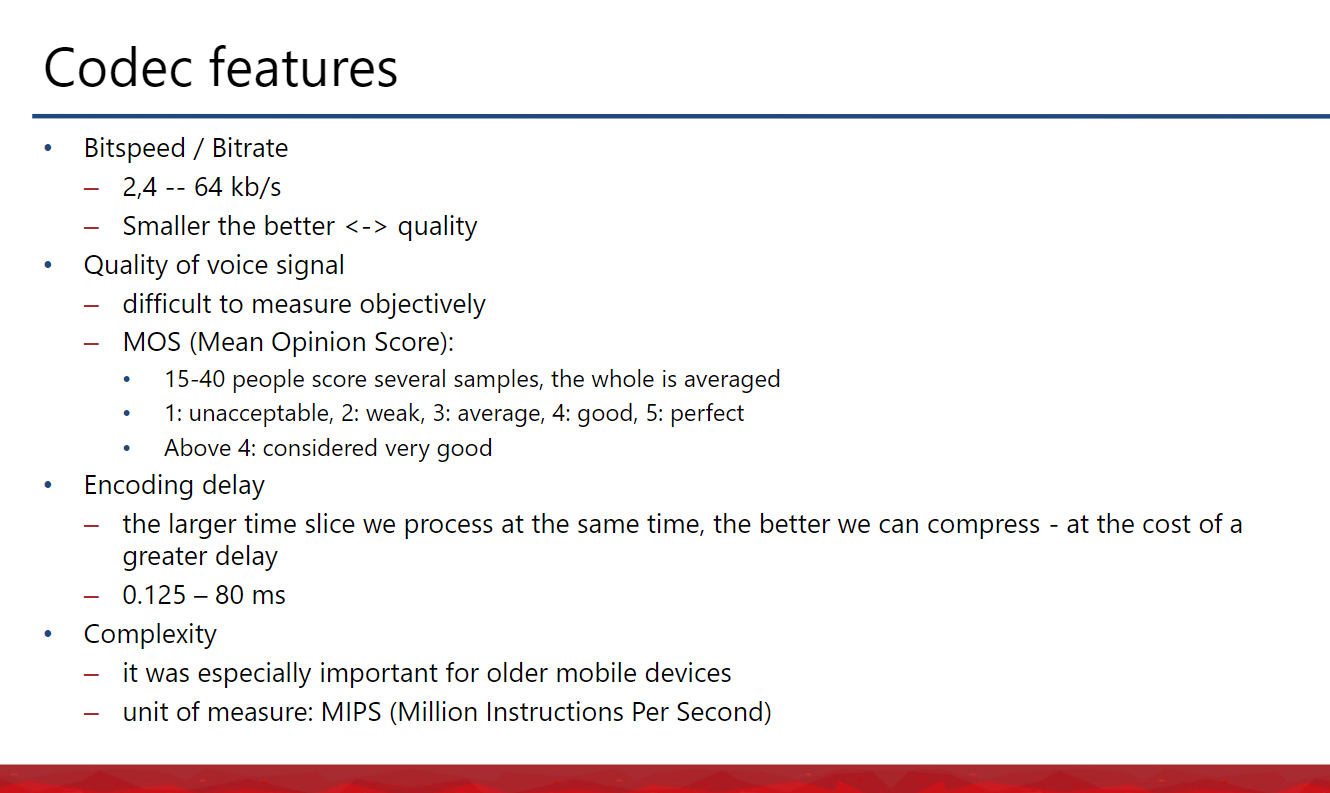 Codec features
• Bitspeed / Bitrate
– 2,4 -- 64 kb/s
– Smaller the better <-> quality
• Quality of voice signal
– difficult to measure objectively
– MOS (Mean Opinion Score):
• 15-40 people score several samples, the whole is averaged
• 1: unacceptable, 2: weak, 3: average, 4: good, 5: perfect
• Above 4: considered very good
• Encoding delay
– the larger time slice we process at the same time, the better we can compress - at the cost of a
greater delay
– 0.125 – 80 ms
• Complexity
– it was especially important for older mobile devices
– unit of measure: MIPS (Million Instructions Per Second)